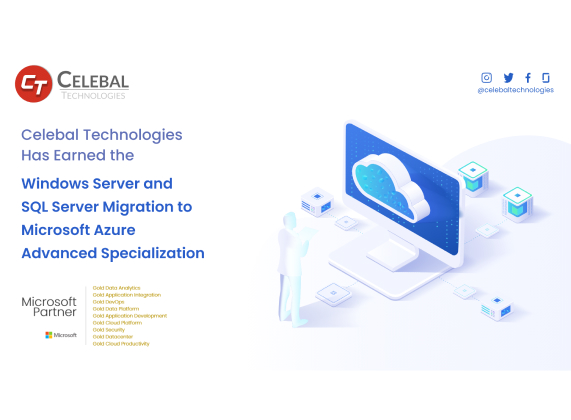 CT CELEBAL
TECHNOLOGIES
@celebaltechnologies
Celebal Technologies
Has Earned the
Windows Server and
SQL Server Migration to
Microsoft Azure
Advanced Specialization
Microsoft
Partner
Microsoft
Gold Data Analytics
Gold Application Integration
Gold DevOps
Gold Data Platform
Gold Application Development
Gold Cloud Platform
Gold Security
Gold Datacenter
Gold Cloud Productivity